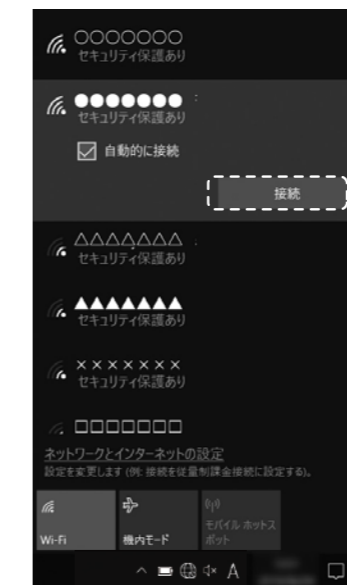 ○○○○○○○
セキュリティ保護あり
●●●●●●●
セキュリティ保護あり
自動的に接続
接続
△△△△△△△
セキュリティ保護あり
▲▲▲▲▲▲▲
セキュリティ保護あり
×××××××
セキュリティ保護あり
□□□□□□□
ネットワークとインターネットの設定
設定を変更します (例: 接続を従量制課金接続に設定する)。
Wi-Fi
機内モード
モバイル ホットス
ポット
A